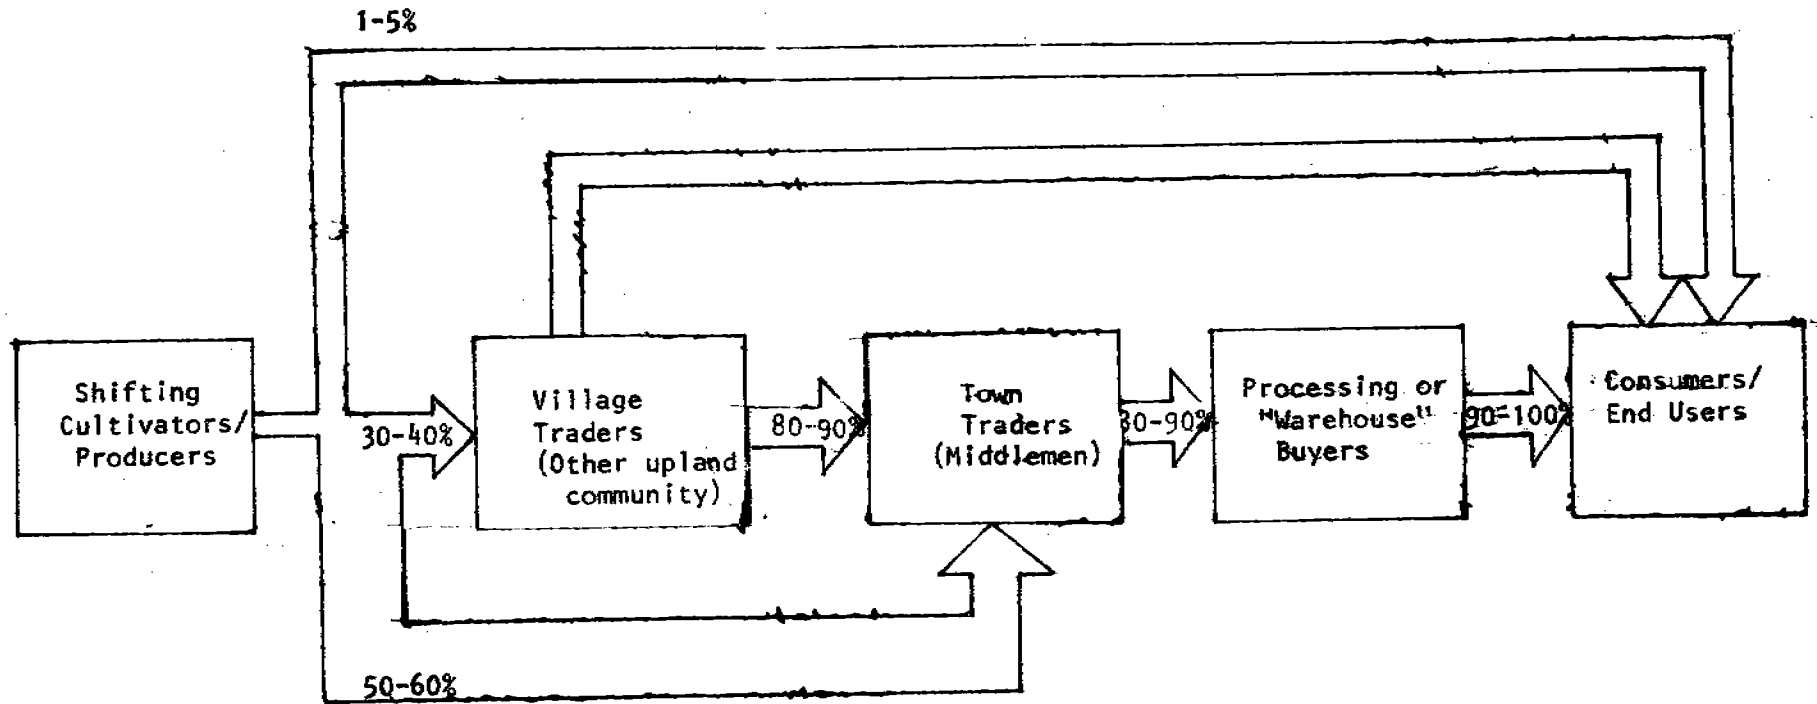 1-5%
Shifting
Cultivators/
Producers
30-40%
Village
Traders
(Other upland
community)
80-90%
Town
Traders
(Middlemen)
80-90%
Processing or
"Warehouse"
Buyers
90-100%
Consumers/
End Users
50-60%